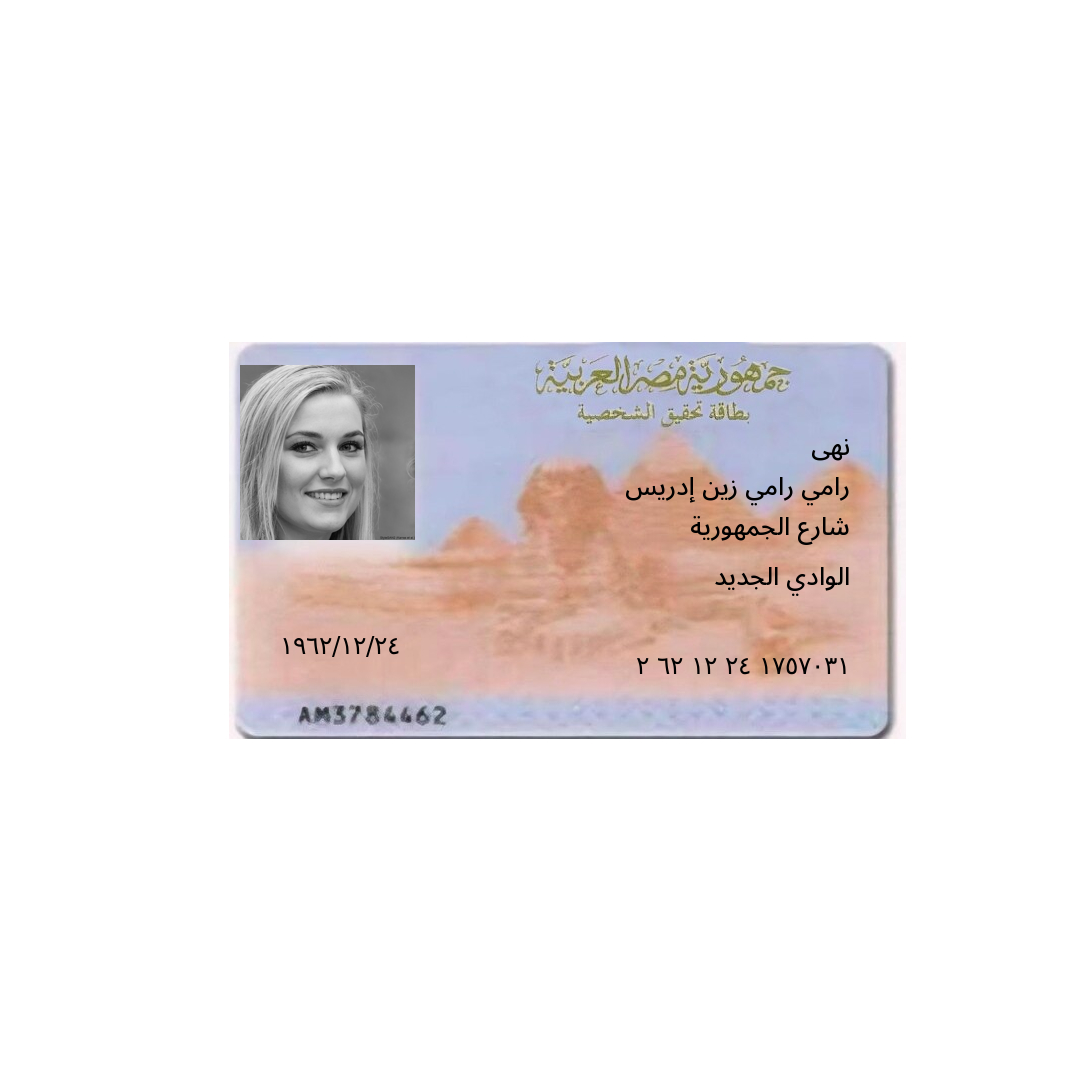 جمهورية مصر العربية
بطاقة تحقيق الشخصية
نهى
رامي رامي زين إدريس
شارع الجمهورية
الوادي الجديد
١٩٦٢/١٢/٢٤
٢ ٦٢ ١٢ ٢٤ ١٧٥٧٠٣١
AM3784462